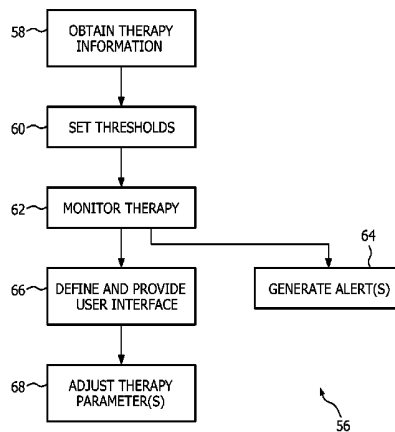 58
OBTAIN THERAPY
INFORMATION
60
SET THRESHOLDS
62
MONITOR THERAPY
64
66
DEFINE AND PROVIDE
USER INTERFACE
GENERATE ALERT(S)
68
ADJUST THERAPY
PARAMETER(S)
56